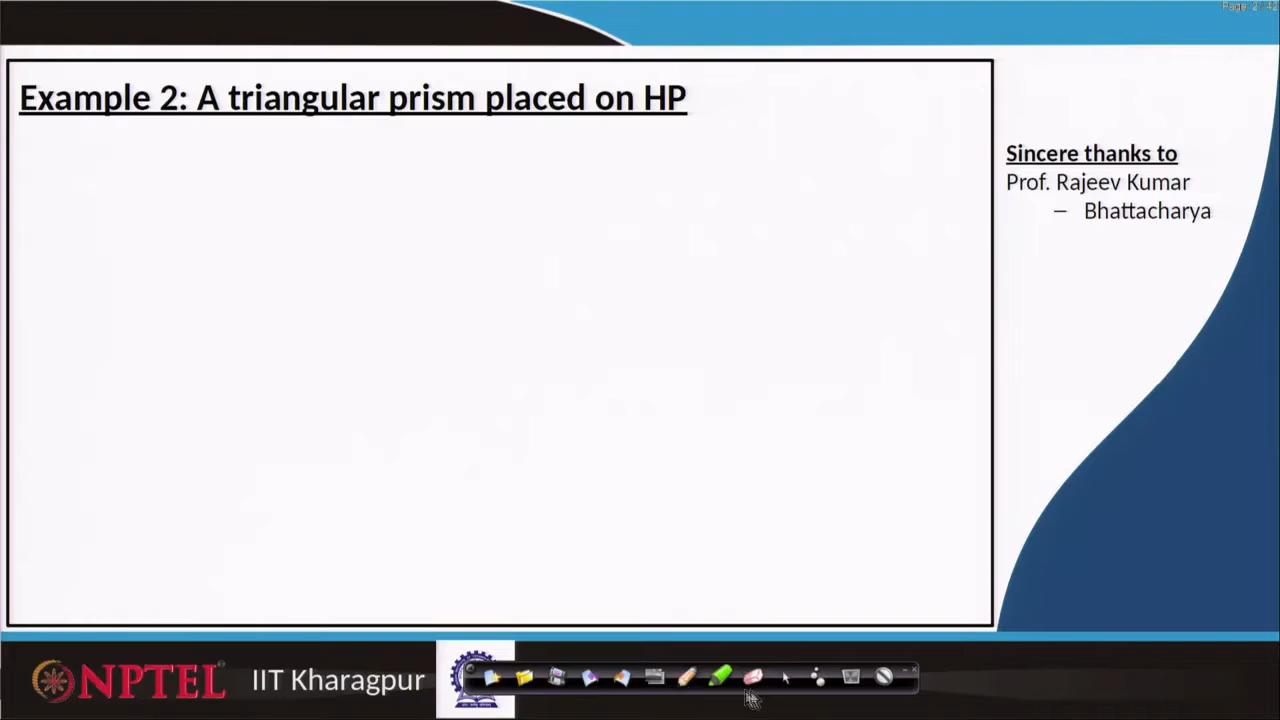 Example 2: A triangular prism placed on HP
Sincere thanks to
Prof. Rajeev Kumar
– Bhattacharya
NPTEL IIT Kharagpur